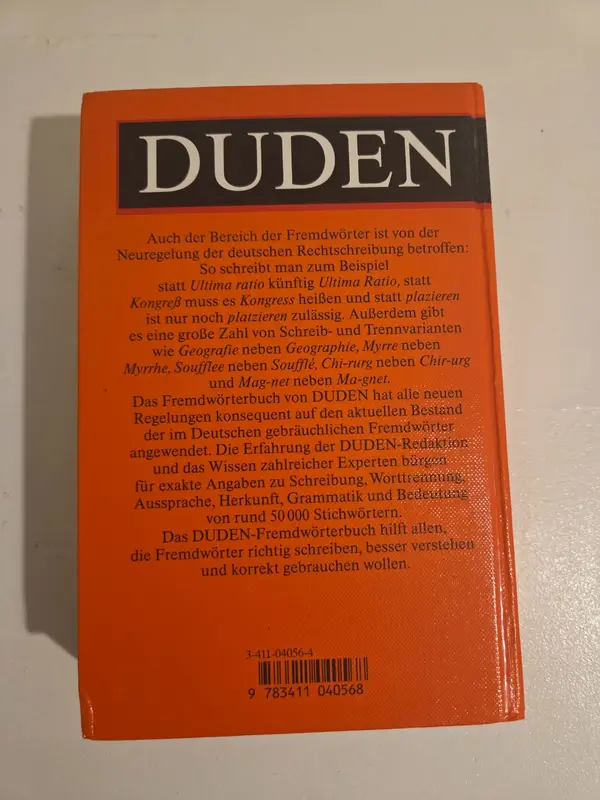 DUDEN
Auch der Bereich der Fremdwörter ist von der
Neuregelung der deutschen Rechtschreibung betroffen:
So schreibt man zum Beispiel
statt Ultima ratio künftig Ultima Ratio, statt
Kongreß muss es Kongress heißen und statt plazieren
ist nur noch platzieren zulässig. Außerdem gibt
es eine große Zahl von Schreib- und Trennvarianten
wie Geografie neben Geographie, Myrre neben
Myrrhe, Soufflee neben Soufflé, Chi-rurg neben Chir-urg
und Mag-net neben Ma-gnet.
Das Fremdwörterbuch von DUDEN hat alle neuen
Regelungen konsequent auf den aktuellen Bestand
der im Deutschen gebräuchlichen Fremdwörter
angewendet. Die Erfahrung der DUDEN-Redaktion
und das Wissen zahlreicher Experten bürgen
für exakte Angaben zu Schreibung, Worttrennung,
Aussprache, Herkunft, Grammatik und Bedeutung
von rund 50 000 Stichwörtern.
Das DUDEN-Fremdwörterbuch hilft allen,
die Fremdwörter richtig schreiben, besser verstehen
und korrekt gebrauchen wollen.
3-411-04056-4
9 783411 040568